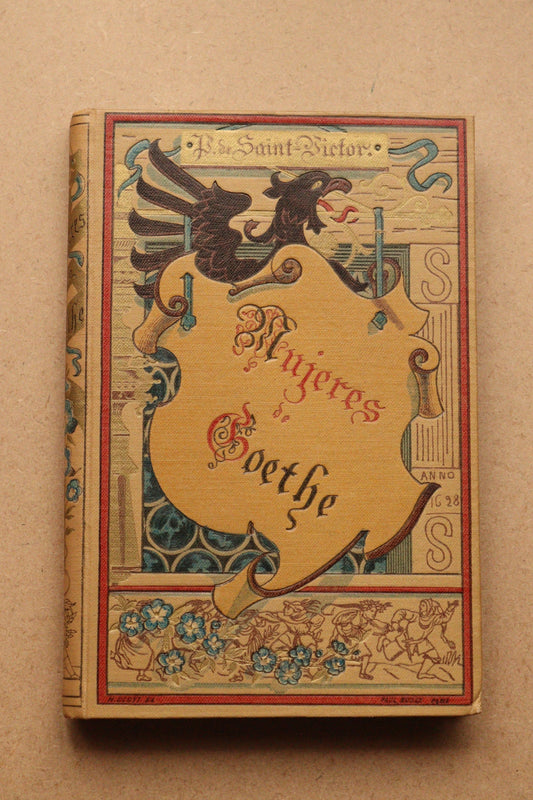 P. de Saint-Victor.
Mujeres
de
Goethe
S
ANNO
1628
S